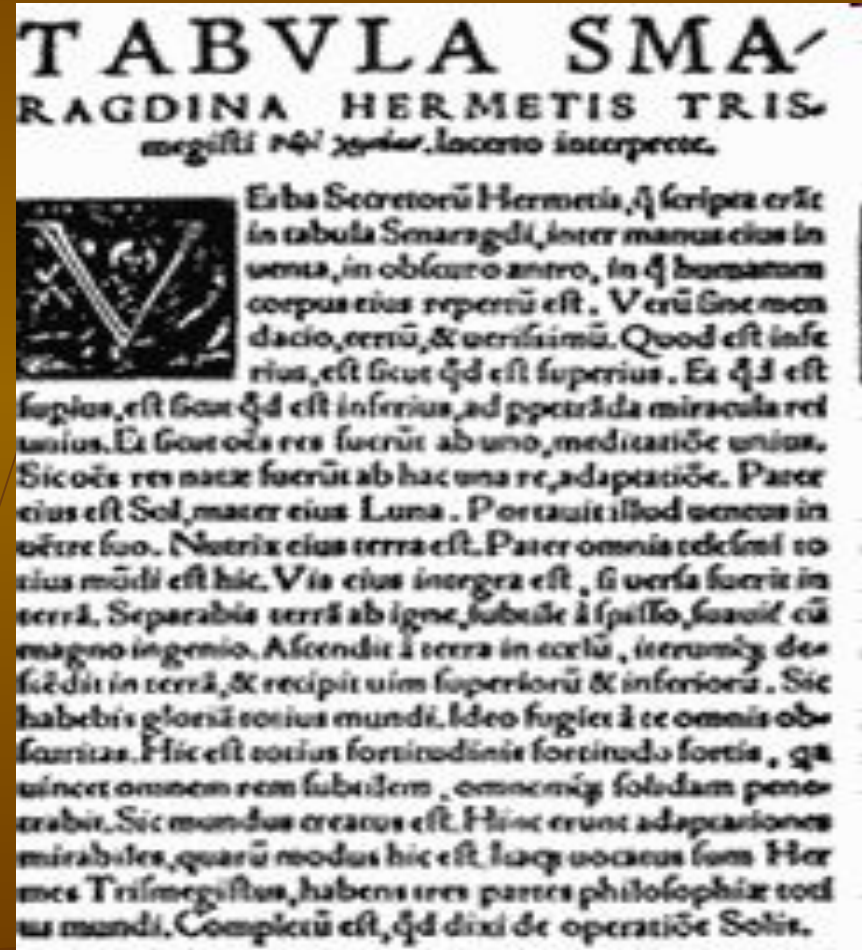 TABVLA SMA⸗
RAGDINA HERMETIS TRIS⸗
megiſti . Incerto interprete.
VErba Secretorũ Hermetis, q̃ ſcripta erãt
in tabula Smaragdi, inter manus eius in
uenta, in obſcuro antro, in q̃ humatum
corpus eius repertũ eſt. Verũ ſine men
dacio, certũ, & ueriſsimũ. Quod eſt infe
rius, eſt ſicut q̃d eſt ſuperius. Et q̃d eſt
ſupius, eſt ſicut q̃d eſt inferius, ad ppetrãda miracula rei
unius. Et ſicut oẽs res fuerũt ab uno, meditatiõe unius.
Sic oẽs res natæ fuerũt ab hac una re, adaptatiõe. Pater
eius eſt Sol, mater eius Luna. Portauit illud uentus in
uẽtre ſuo. Nutrix eius terra eſt. Pater omnis teleſmi to
tius mũdi eſt hic. Vis eius integra eſt, ſi uerſa fuerit in
terrã. Separabis terrã ab igne, ſubtile à ſpiſſo, ſuauit cũ
magno ingenio. Aſcendit à terra in cœlũ, iterumq́ʒ de⸗
ſcẽdit in terrã, & recipit uim ſuperiorũ & inferiorũ. Sic
habebis gloriã totius mundi. Ideo fugiet à te omnis ob⸗
ſcuritas. Hic eſt totius fortitudinis fortitudo fortis, qa
uincet omnem rem ſubtilem, omnemq́ʒ ſolidam pene⸗
trabit. Sic mundus creatus eſt. Hinc erunt adaptationes
mirabiles, quarũ modus hic eſt. Itaqʒ uocatus ſum Her
mes Triſmegiſtus, habens tres partes philoſophiæ toti
us mundi. Completũ eſt, q̃d dixi de operatiõe Solis.